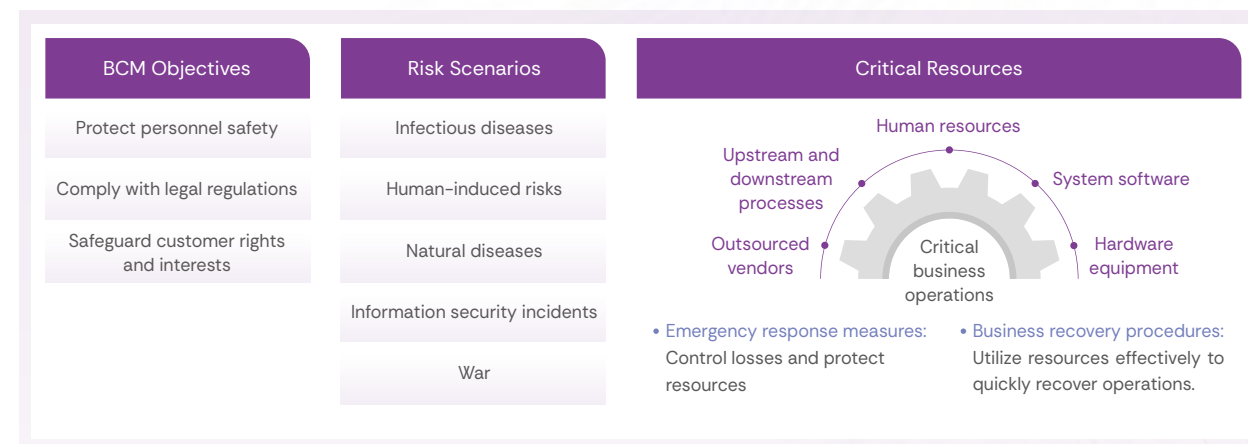 BCM Objectives
Protect personnel safety
Comply with legal regulations
Safeguard customer rights
and interests
Risk Scenarios
Infectious diseases
Human-induced risks
Natural diseases
Information security incidents
War
Critical Resources
Human resources
Upstream and
downstream
processes
System software
Outsourced
vendors
Hardware
equipment
Critical
business
operations
• Emergency response measures:
Control losses and protect
resources
• Business recovery procedures:
Utilize resources effectively to
quickly recover operations.